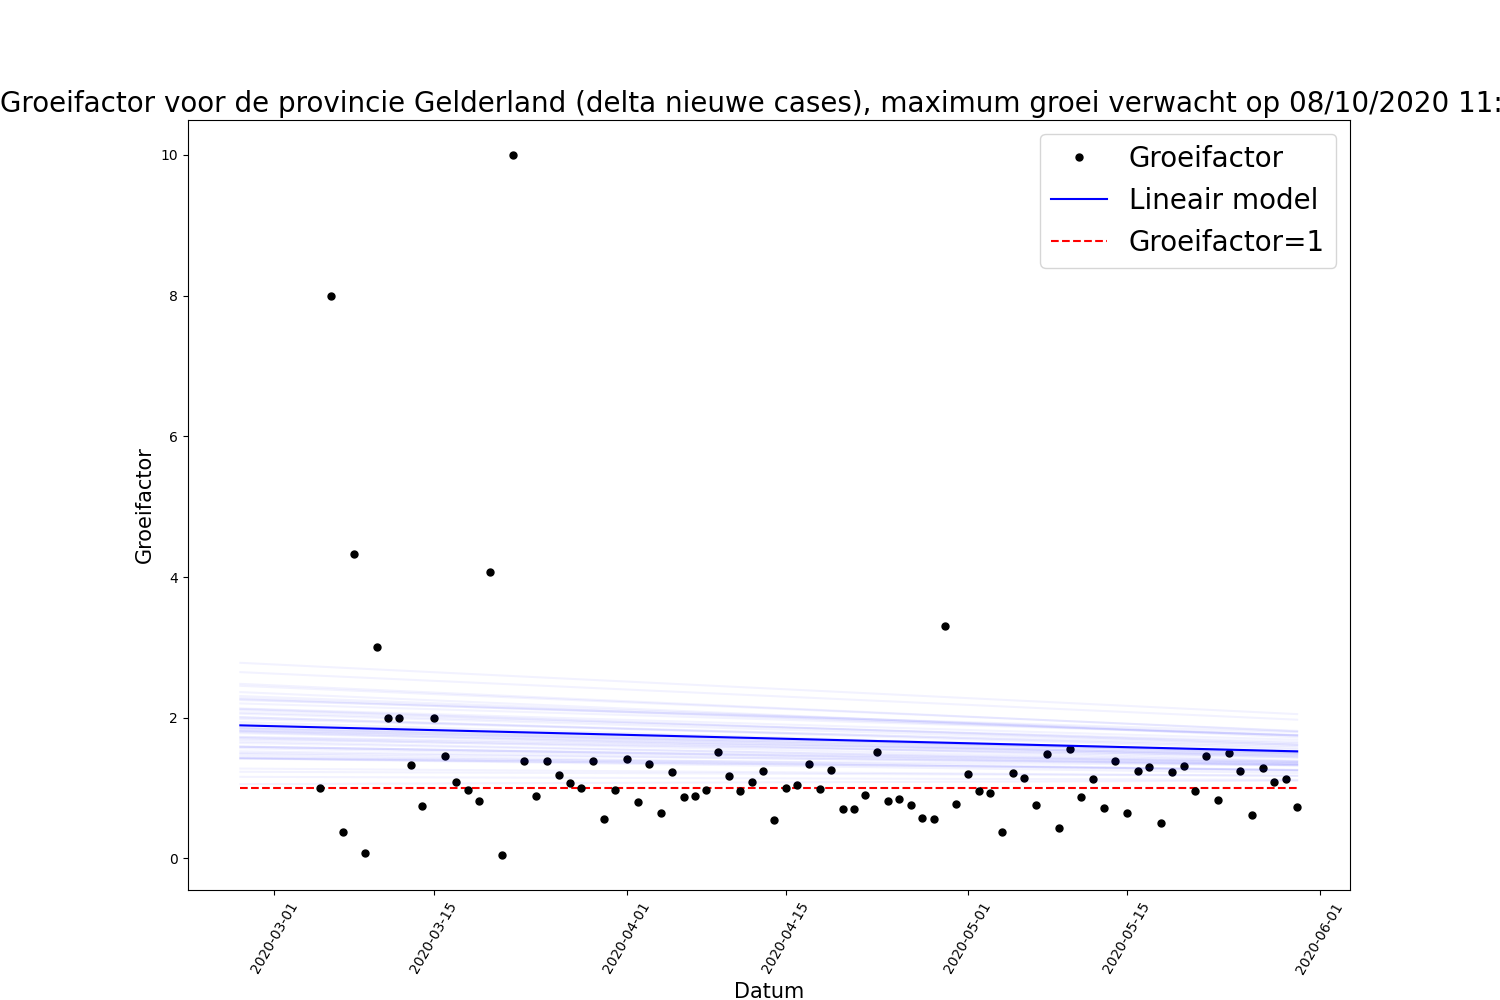 Groeifactor voor de provincie Gelderland (delta nieuwe cases), maximum groei verwacht op 08/10/2020 11:
Groeifactor
Lineair model
Groeifactor=1
10
8
6
4
2
0
Groeifactor
2020-03-01
2020-03-15
2020-04-01
2020-04-15
2020-05-01
2020-05-15
2020-06-01
Datum